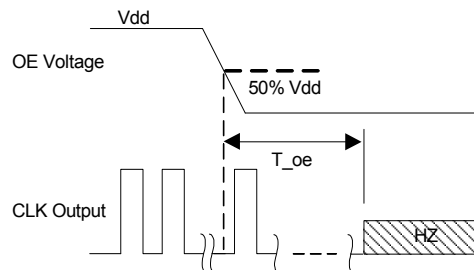 Vdd
OE Voltage
50% Vdd
T_oe
CLK Output
HZ